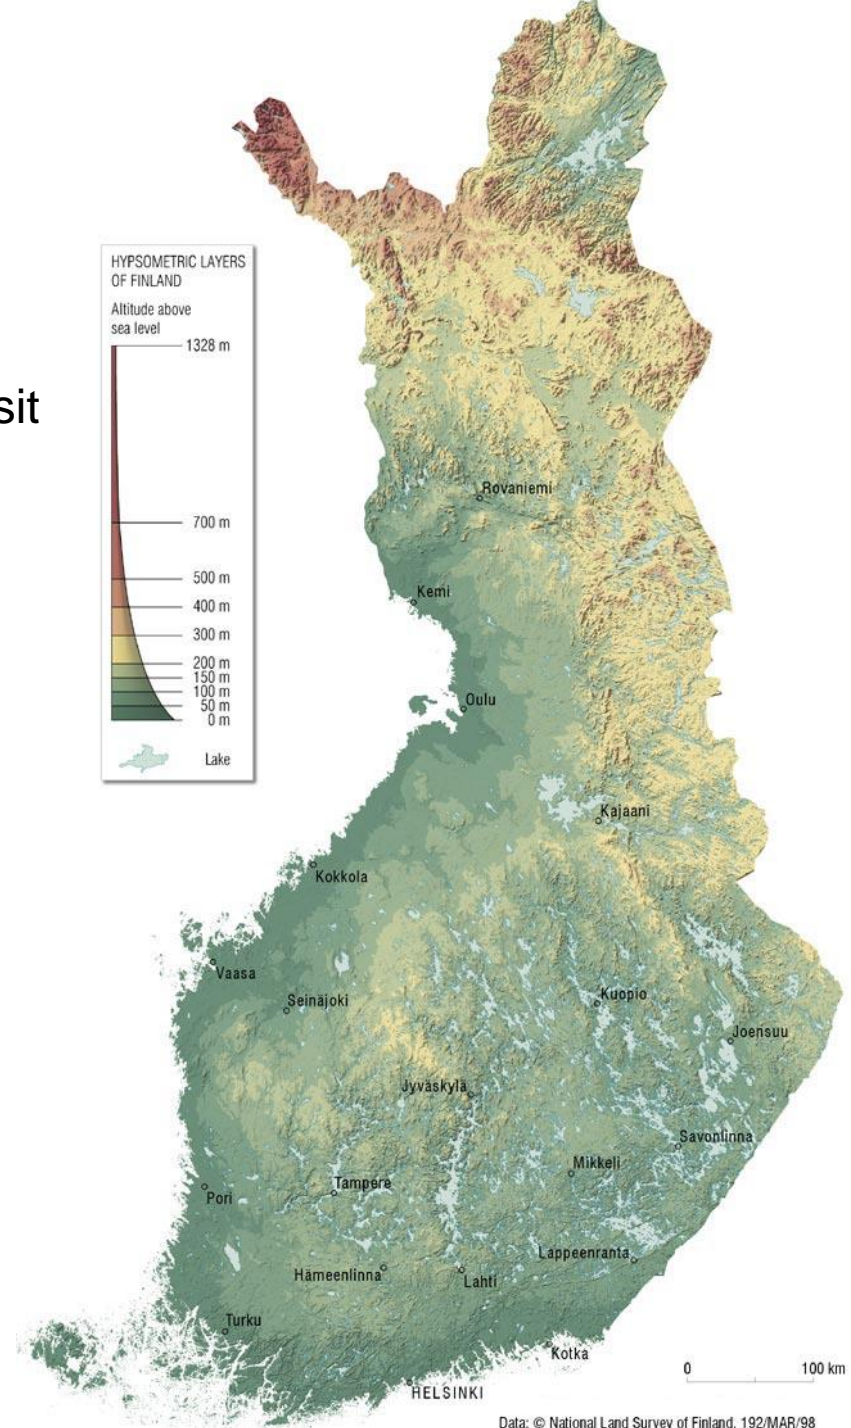 HYPSOMETRIC LAYERS
OF FINLAND
Altitude above
sea level
1328 m
700 m
500 m
400 m
300 m
200 m
150 m
100 m
50 m
0 m
Lake
sit
Rovaniemi
Kemi
Oulu
Kajaani
Kokkola
Vaasa
Seinäjoki
Kuopio
Joensuu
Jyväskylä
Savonlinna
Mikkeli
Tampere
Pori
Lappeenranta
Hämeenlinna
Lahti
Turku
Kotka
HELSINKI
0 100 km
Data: © National Land Survey of Finland, 192/MAR/98